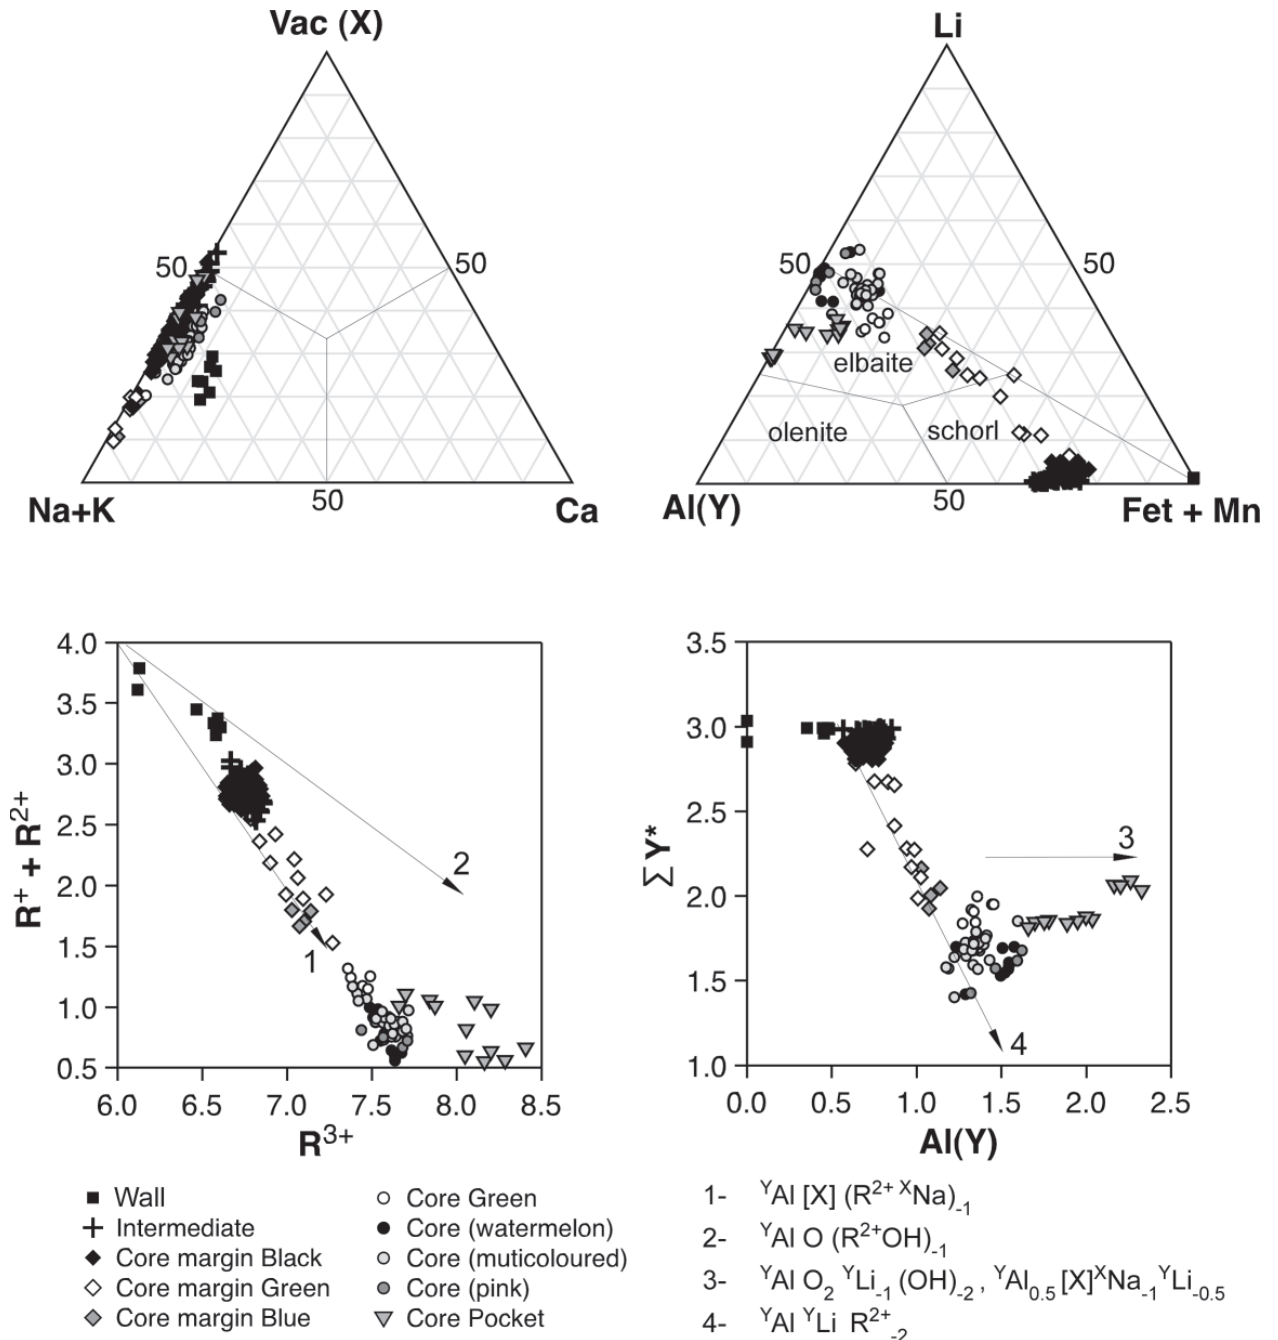 Vac (X)
50
50
Na+K
50
Ca
Li
50
50
elbaite
olenite
schorl
Al(Y)
50
Fet + Mn
4.0
3.5
3.0
2.5
2.0
1.5
1.0
0.5
R+ + R2+
2
1
6.0 6.5 7.0 7.5 8.0 8.5
R3+
3.5
3.0
2.5
2.0
1.5
1.0
∑ Y*
3
4
0.0 0.5 1.0 1.5 2.0 2.5
Al(Y)
Wall
Intermediate
Core margin Black
Core margin Green
Core margin Blue
Core Green
Core (watermelon)
Core (muticoloured)
Core (pink)
Core Pocket
1- YAl [X] (R2+ XNa)-1
2- YAl O (R2+OH)-1
3- YAl O2 YLi-1 (OH)-2 , YAl0.5 [X]XNa-1YLi-0.5
4- YAl YLi R2+-2